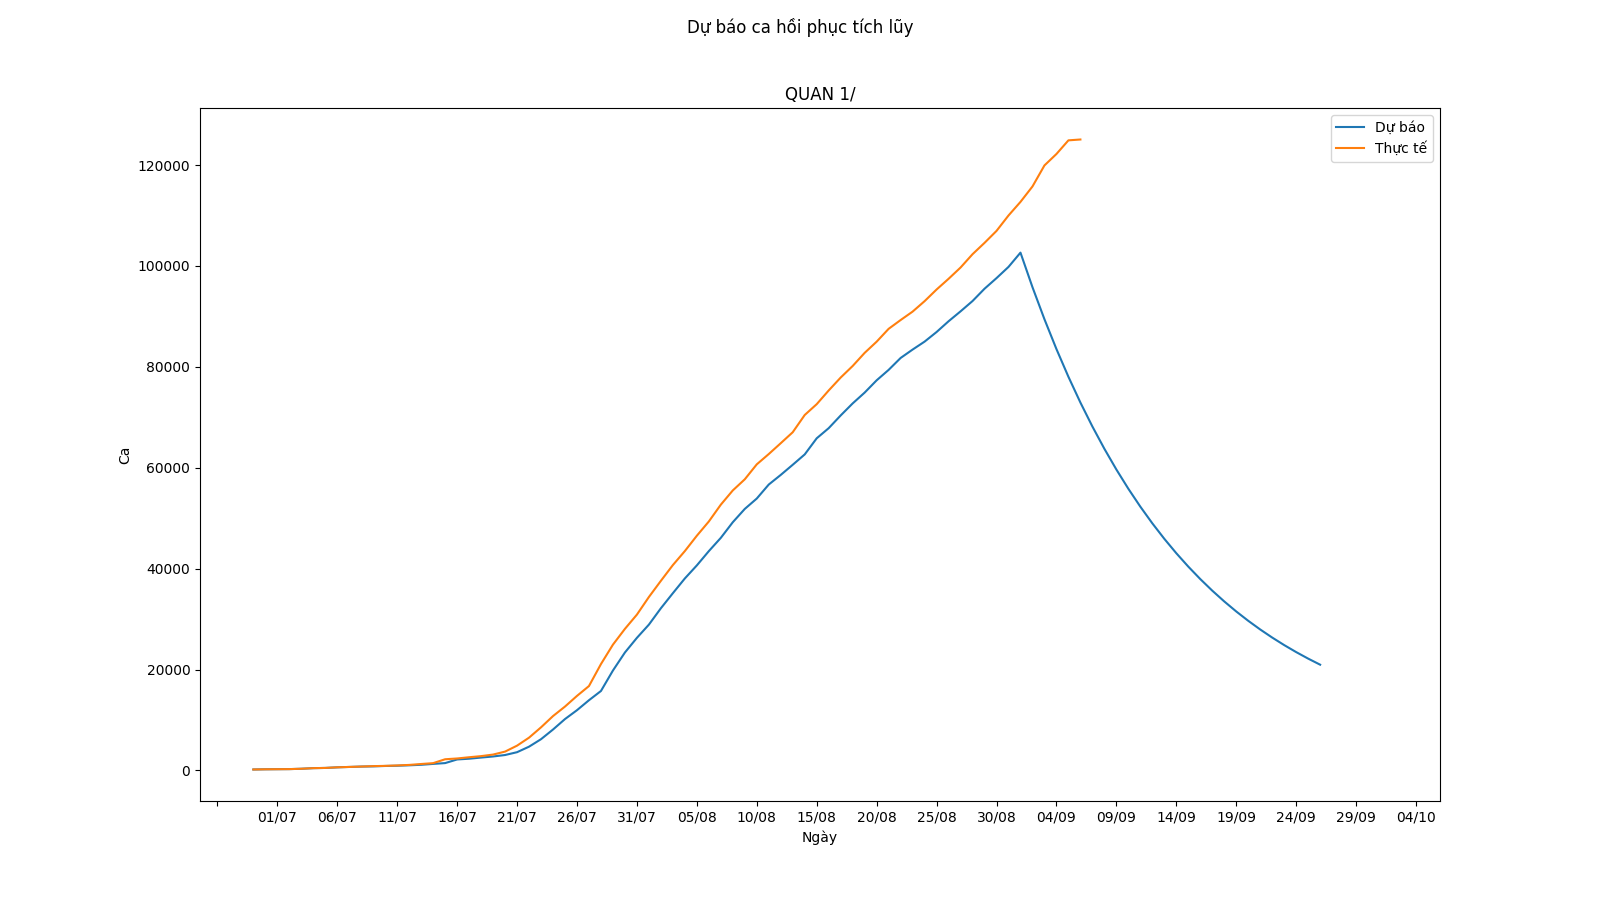 Dự báo ca hồi phục tích lũy
QUAN 1/
Dự báo
Thực tế
120000
100000
80000
60000
40000
20000
0
Ca
01/07 06/07 11/07 16/07 21/07 26/07 31/07 05/08 10/08 15/08 20/08 25/08 30/08 04/09 09/09 14/09 19/09 24/09 29/09 04/10
Ngày